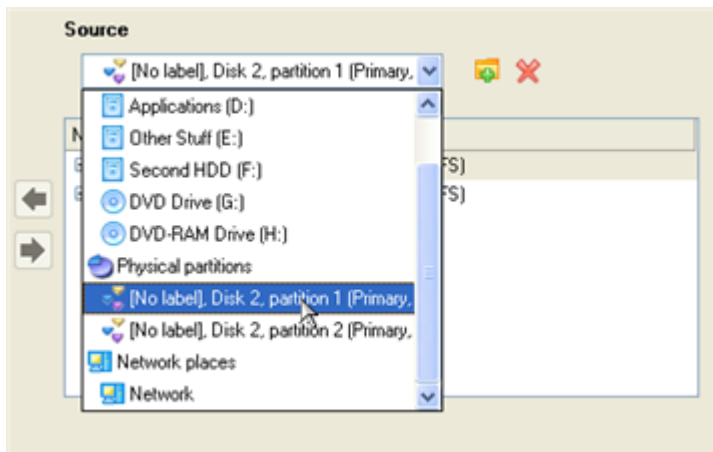 Source
[No label], Disk 2, partition 1 (Primary,
Applications (D:)
Other Stuff (E:)
Second HDD (F:)
DVD Drive (G:)
DVD-RAM Drive (H:)
Physical partitions
[No label], Disk 2, partition 1 (Primary,
[No label], Disk 2, partition 2 (Primary,
Network places
Network